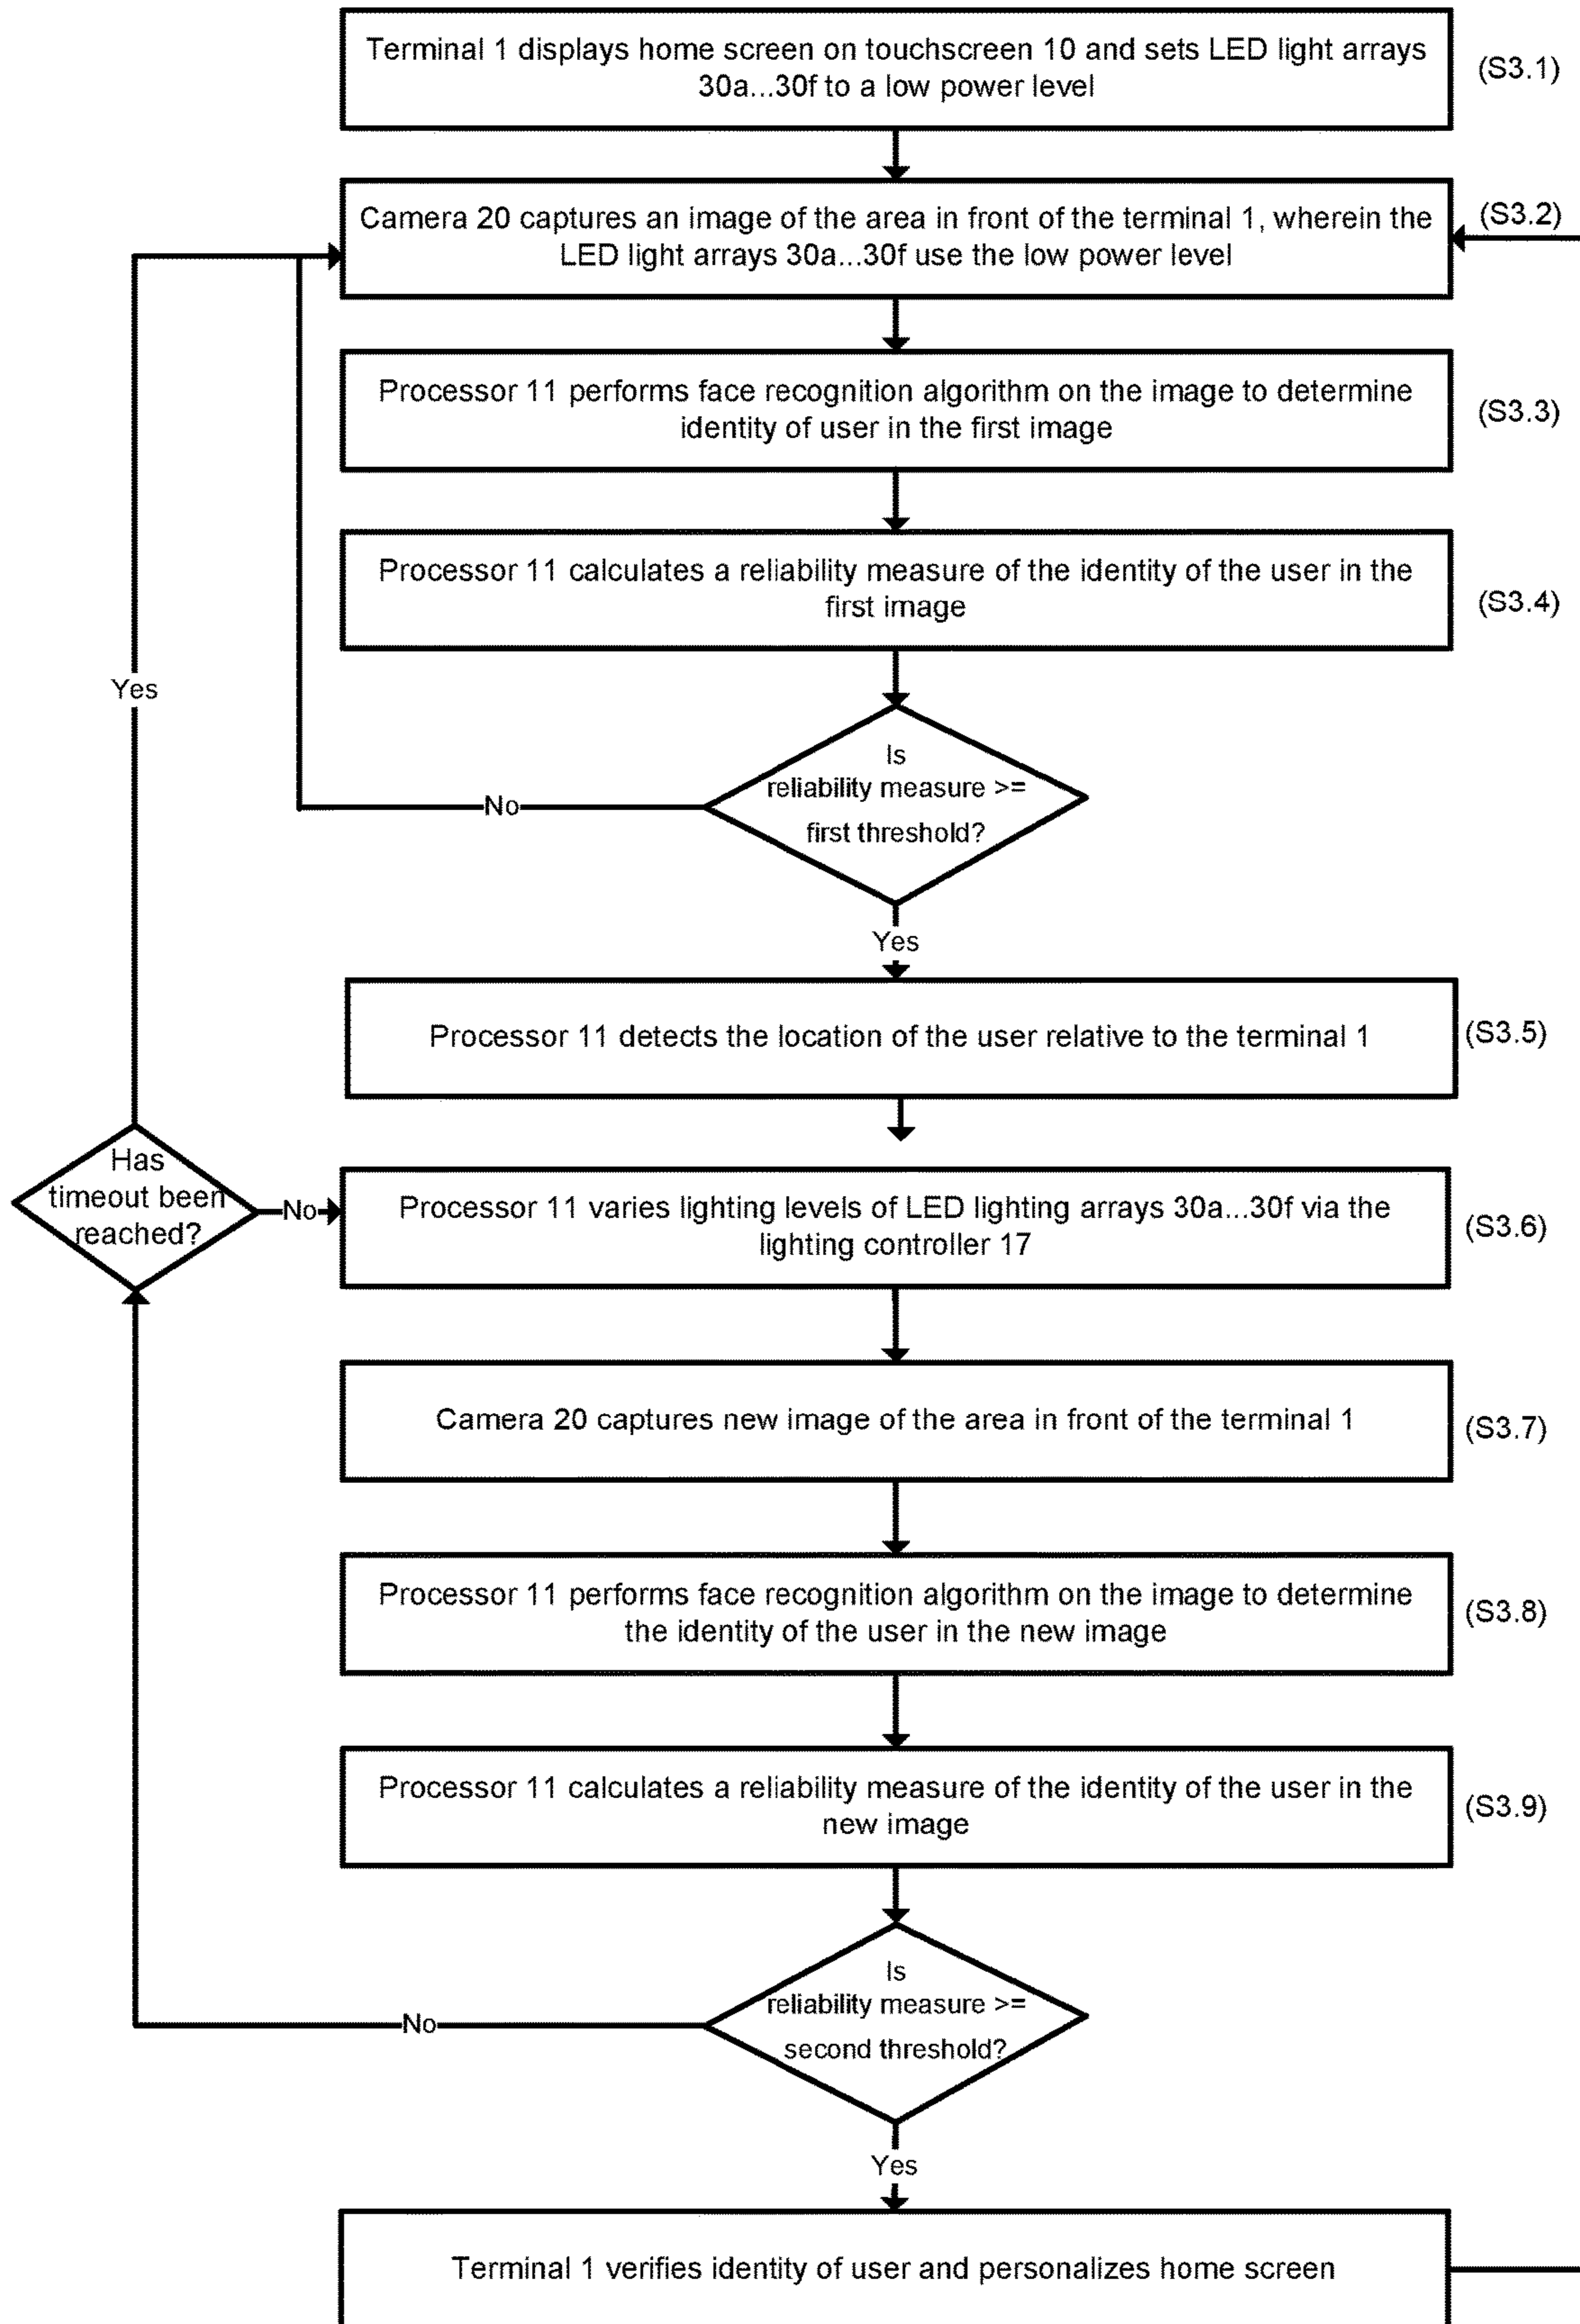 Terminal 1 displays home screen on touchscreen 10 and sets LED light arrays
30a...30f to a low power level
(S3.1)
Camera 20 captures an image of the area in front of the terminal 1, wherein the
LED light arrays 30a...30f use the low power level
(S3.2)
Processor 11 performs face recognition algorithm on the image to determine
identity of user in the first image
(S3.3)
Processor 11 calculates a reliability measure of the identity of the user in the
first image
(S3.4)
Yes
Is
reliability measure >=
first threshold?
No
Yes
Processor 11 detects the location of the user relative to the terminal 1
(S3.5)
Has
timeout been
reached?
No
Processor 11 varies lighting levels of LED lighting arrays 30a...30f via the
lighting controller 17
(S3.6)
Camera 20 captures new image of the area in front of the terminal 1
(S3.7)
Processor 11 performs face recognition algorithm on the image to determine
the identity of the user in the new image
(S3.8)
Processor 11 calculates a reliability measure of the identity of the user in the
new image
(S3.9)
Is
reliability measure >=
second threshold?
No
Yes
Terminal 1 verifies identity of user and personalizes home screen